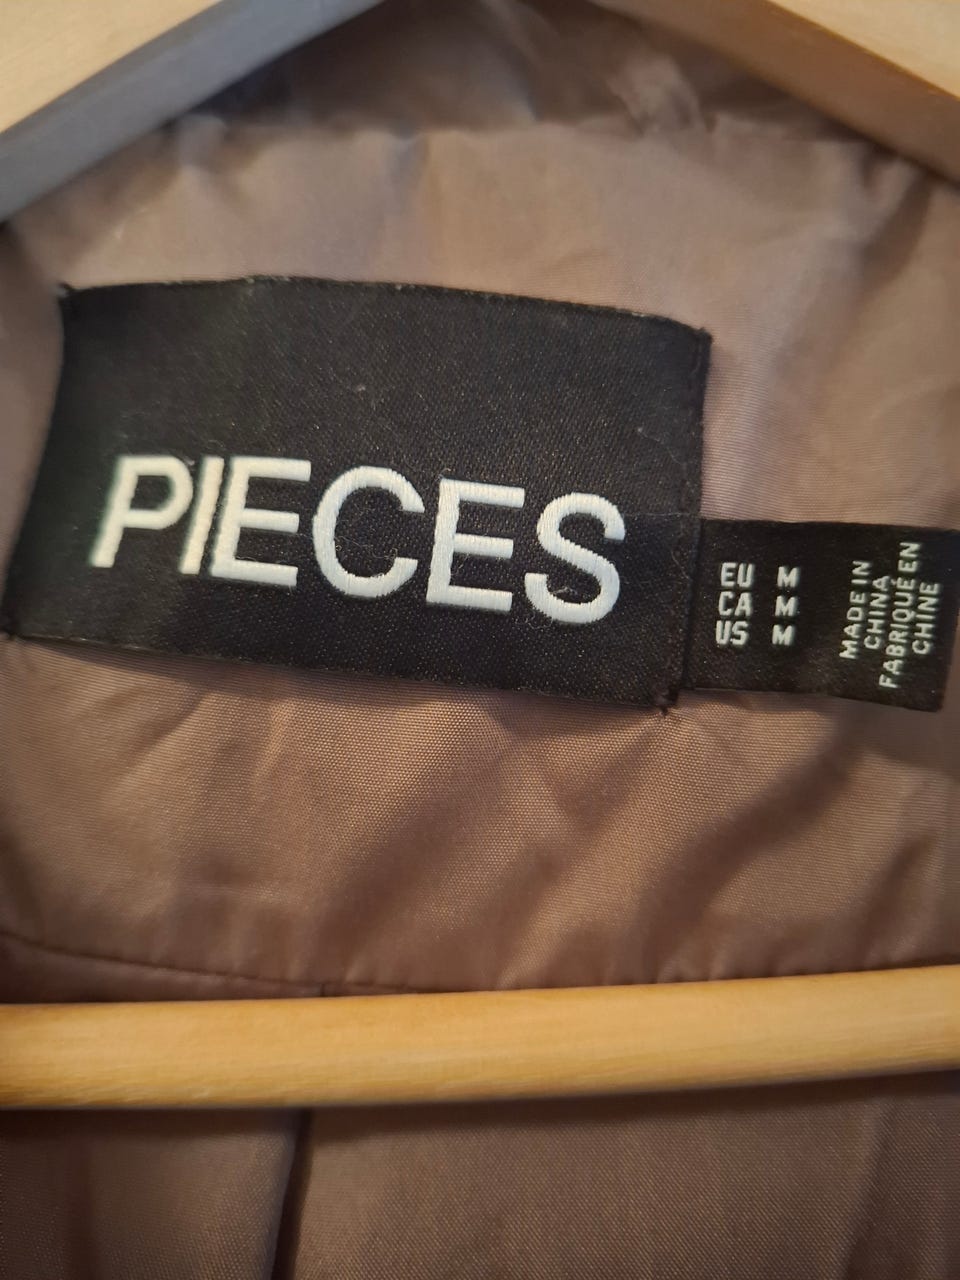 PIECES
EU M
CA M
US M
MADE IN
CHINA
FABRIQUÉ EN
CHINE